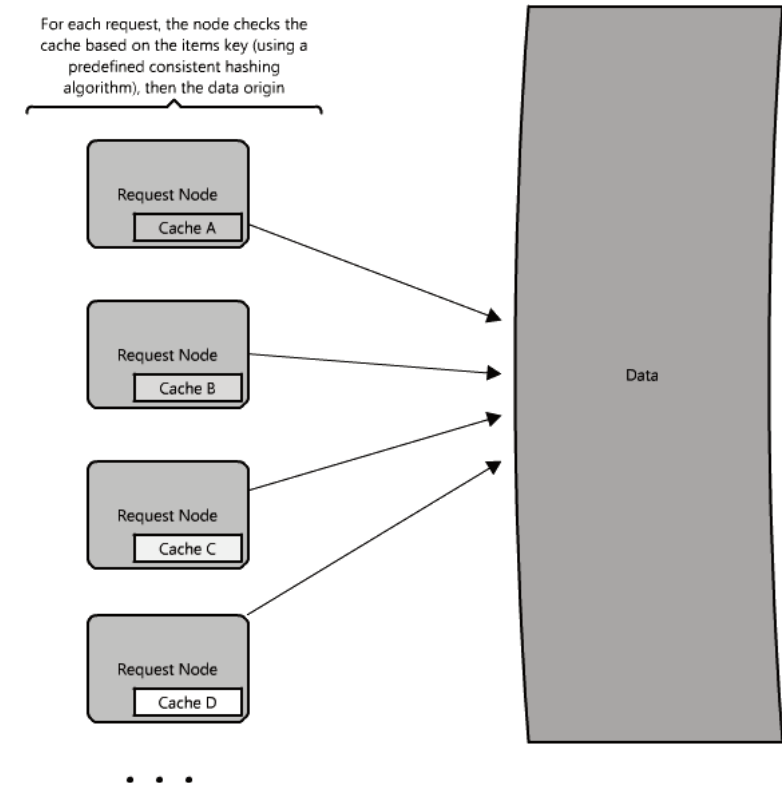 For each request, the node checks the
cache based on the items key (using a
predefined consistent hashing
algorithm), then the data origin
Request Node
Cache A
Request Node
Cache B
Data
Request Node
Cache C
Request Node
Cache D
. . .